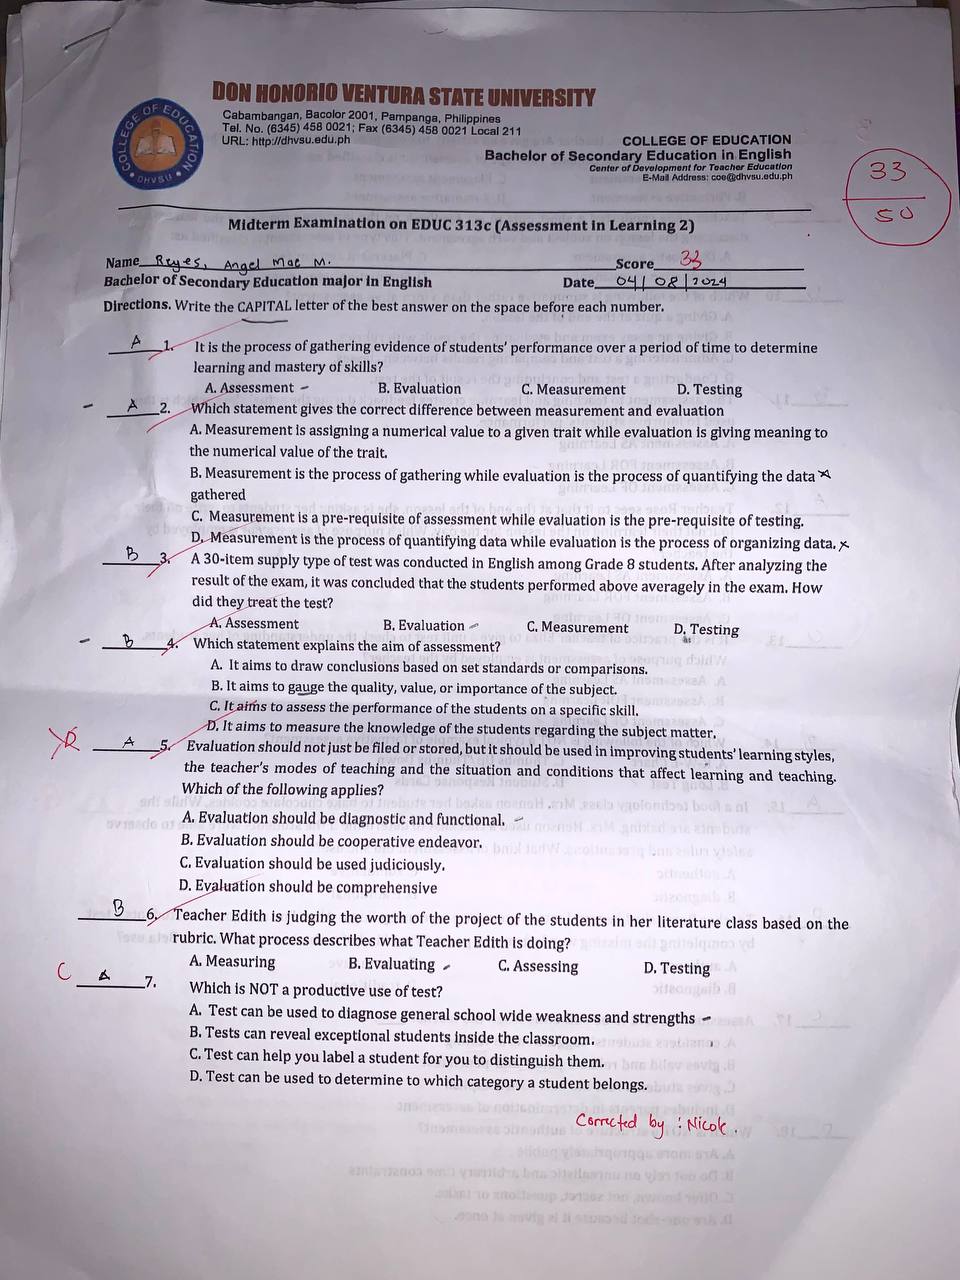 DON HONORIO VENTURA STATE UNIVERSITY
Cabambangan, Bacolor 2001, Pampanga, Philippines
Tel. No. (6345) 458 0021; Fax (6345) 458 0021 Local 211
URL: http://dhvsu.edu.ph
COLLEGE OF EDUCATION
DHVSU
COLLEGE OF EDUCATION
Bachelor of Secondary Education in English
Center of Development for Teacher Education
E-Mail Address: coe@dhvsu.edu.ph
33
50
Midterm Examination on EDUC 313c (Assessment in Learning 2)
Name Reyes, Angel Mae M. Score 33
Bachelor of Secondary Education major in English Date 04/08/2024
Directions. Write the CAPITAL letter of the best answer on the space before each number.
A 1. It is the process of gathering evidence of students' performance over a period of time to determine
learning and mastery of skills?
A. Assessment B. Evaluation C. Measurement D. Testing
A 2. Which statement gives the correct difference between measurement and evaluation
A. Measurement is assigning a numerical value to a given trait while evaluation is giving meaning to
the numerical value of the trait.
B. Measurement is the process of gathering while evaluation is the process of quantifying the data
gathered
C. Measurement is a pre-requisite of assessment while evaluation is the pre-requisite of testing.
D. Measurement is the process of quantifying data while evaluation is the process of organizing data.
B 3. A 30-item supply type of test was conducted in English among Grade 8 students. After analyzing the
result of the exam, it was concluded that the students performed above averagely in the exam. How
did they treat the test?
A. Assessment B. Evaluation C. Measurement D. Testing
B 4. Which statement explains the aim of assessment?
A. It aims to draw conclusions based on set standards or comparisons.
B. It aims to gauge the quality, value, or importance of the subject.
C. It aims to assess the performance of the students on a specific skill.
D. It aims to measure the knowledge of the students regarding the subject matter.
A 5. Evaluation should not just be filed or stored, but it should be used in improving students' learning styles,
the teacher's modes of teaching and the situation and conditions that affect learning and teaching.
Which of the following applies?
A. Evaluation should be diagnostic and functional.
B. Evaluation should be cooperative endeavor.
C. Evaluation should be used judiciously.
D. Evaluation should be comprehensive
B 6. Teacher Edith is judging the worth of the project of the students in her literature class based on the
rubric. What process describes what Teacher Edith is doing?
A. Measuring B. Evaluating C. Assessing D. Testing
C A 7. Which is NOT a productive use of test?
A. Test can be used to diagnose general school wide weakness and strengths
B. Tests can reveal exceptional students inside the classroom.
C. Test can help you label a student for you to distinguish them.
D. Test can be used to determine to which category a student belongs.
Corrected by : Nicole.